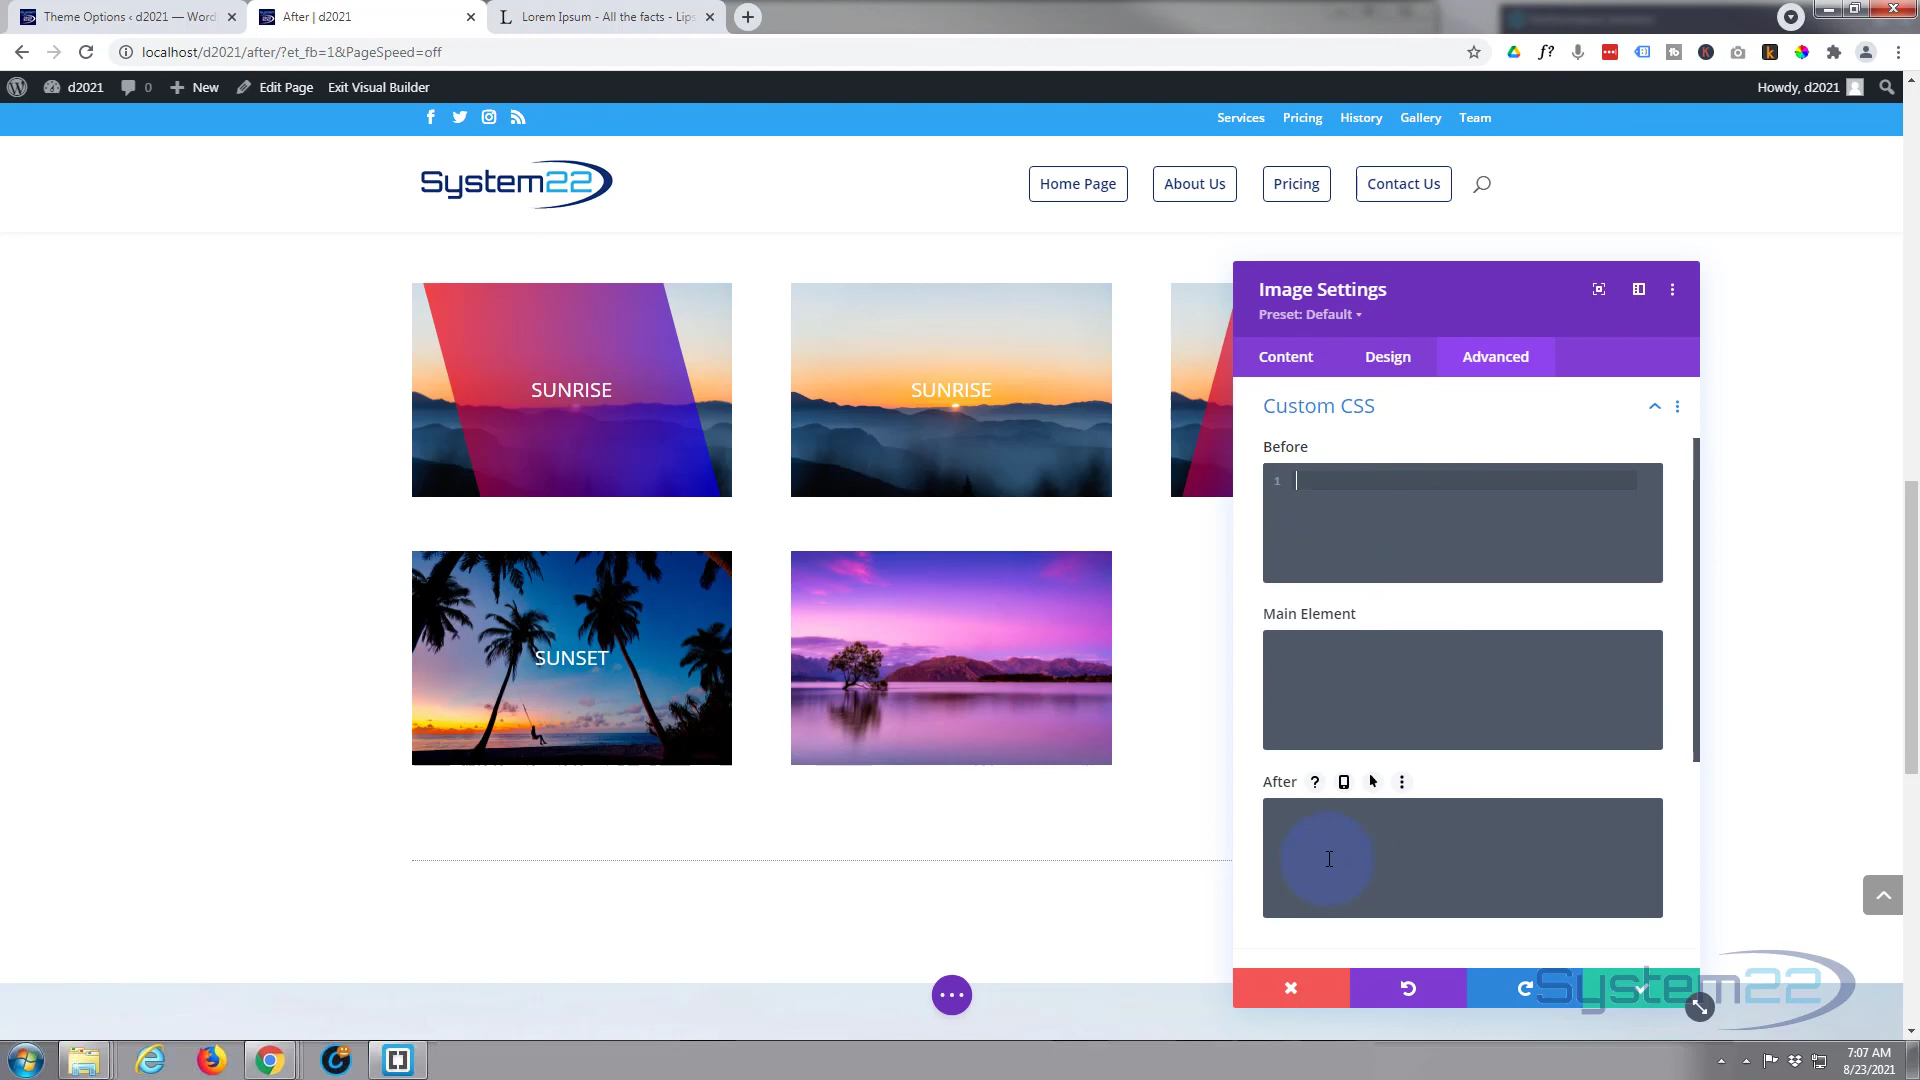 Theme Options ‹ d2021 — Word
After | d2021
Lorem Ipsum - All the facts - Lips
localhost/d2021/after/?et_fb=1&PageSpeed=off
d2021
0
New
Edit Page
Exit Visual Builder
Howdy, d2021
Services
Pricing
History
Gallery
Team
System22
Home Page
About Us
Pricing
Contact Us
Image Settings
Preset: Default
Content
Design
Advanced
SUNRISE
SUNRISE
Custom CSS
Before
1
Main Element
SUNSET
After
System22
7:07 AM
8/23/2021